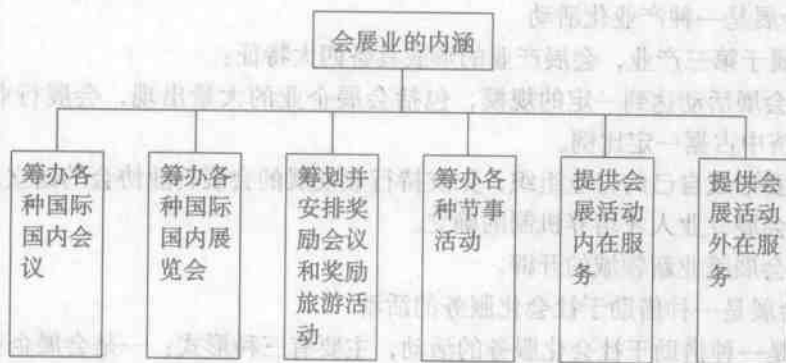 会展业的内涵
筹办各
种国际
国内会
议
筹办各
种国际
国内展
览会
筹划并
安排奖
励会议
和奖励
旅游活
动
筹办各
种节事
活动
提供会
展活动
内在服
务
提供会
展活动
外在服
务